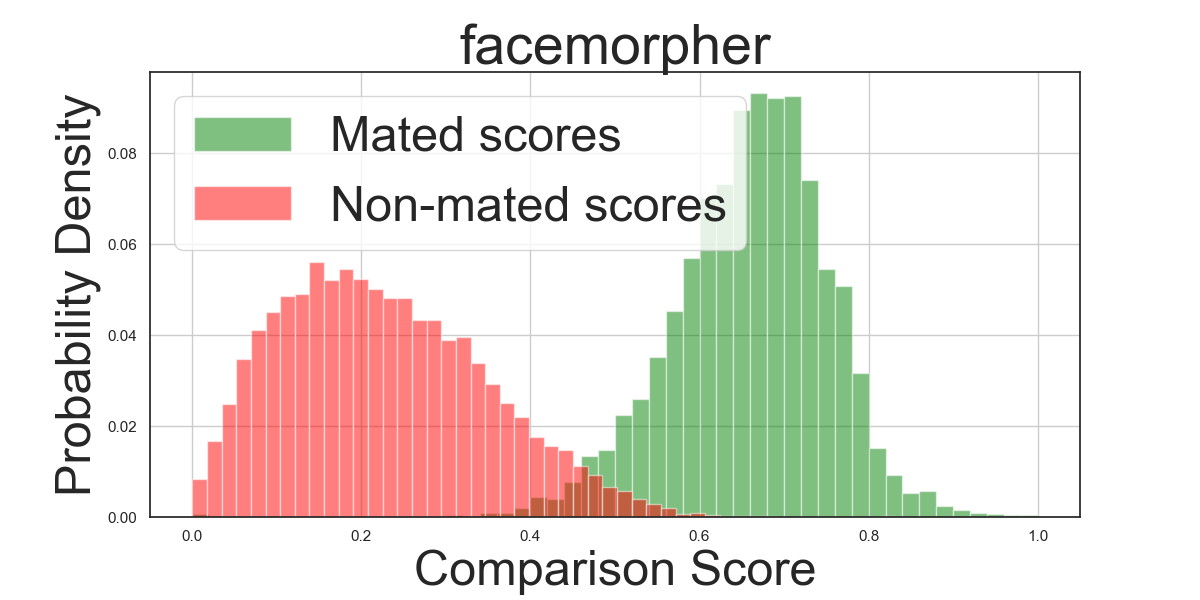 facemorpher
Mated scores
Non-mated scores
Probability Density
0.08
0.06
0.04
0.02
0.00
0.0 0.2 0.4 0.6 0.8 1.0
Comparison Score